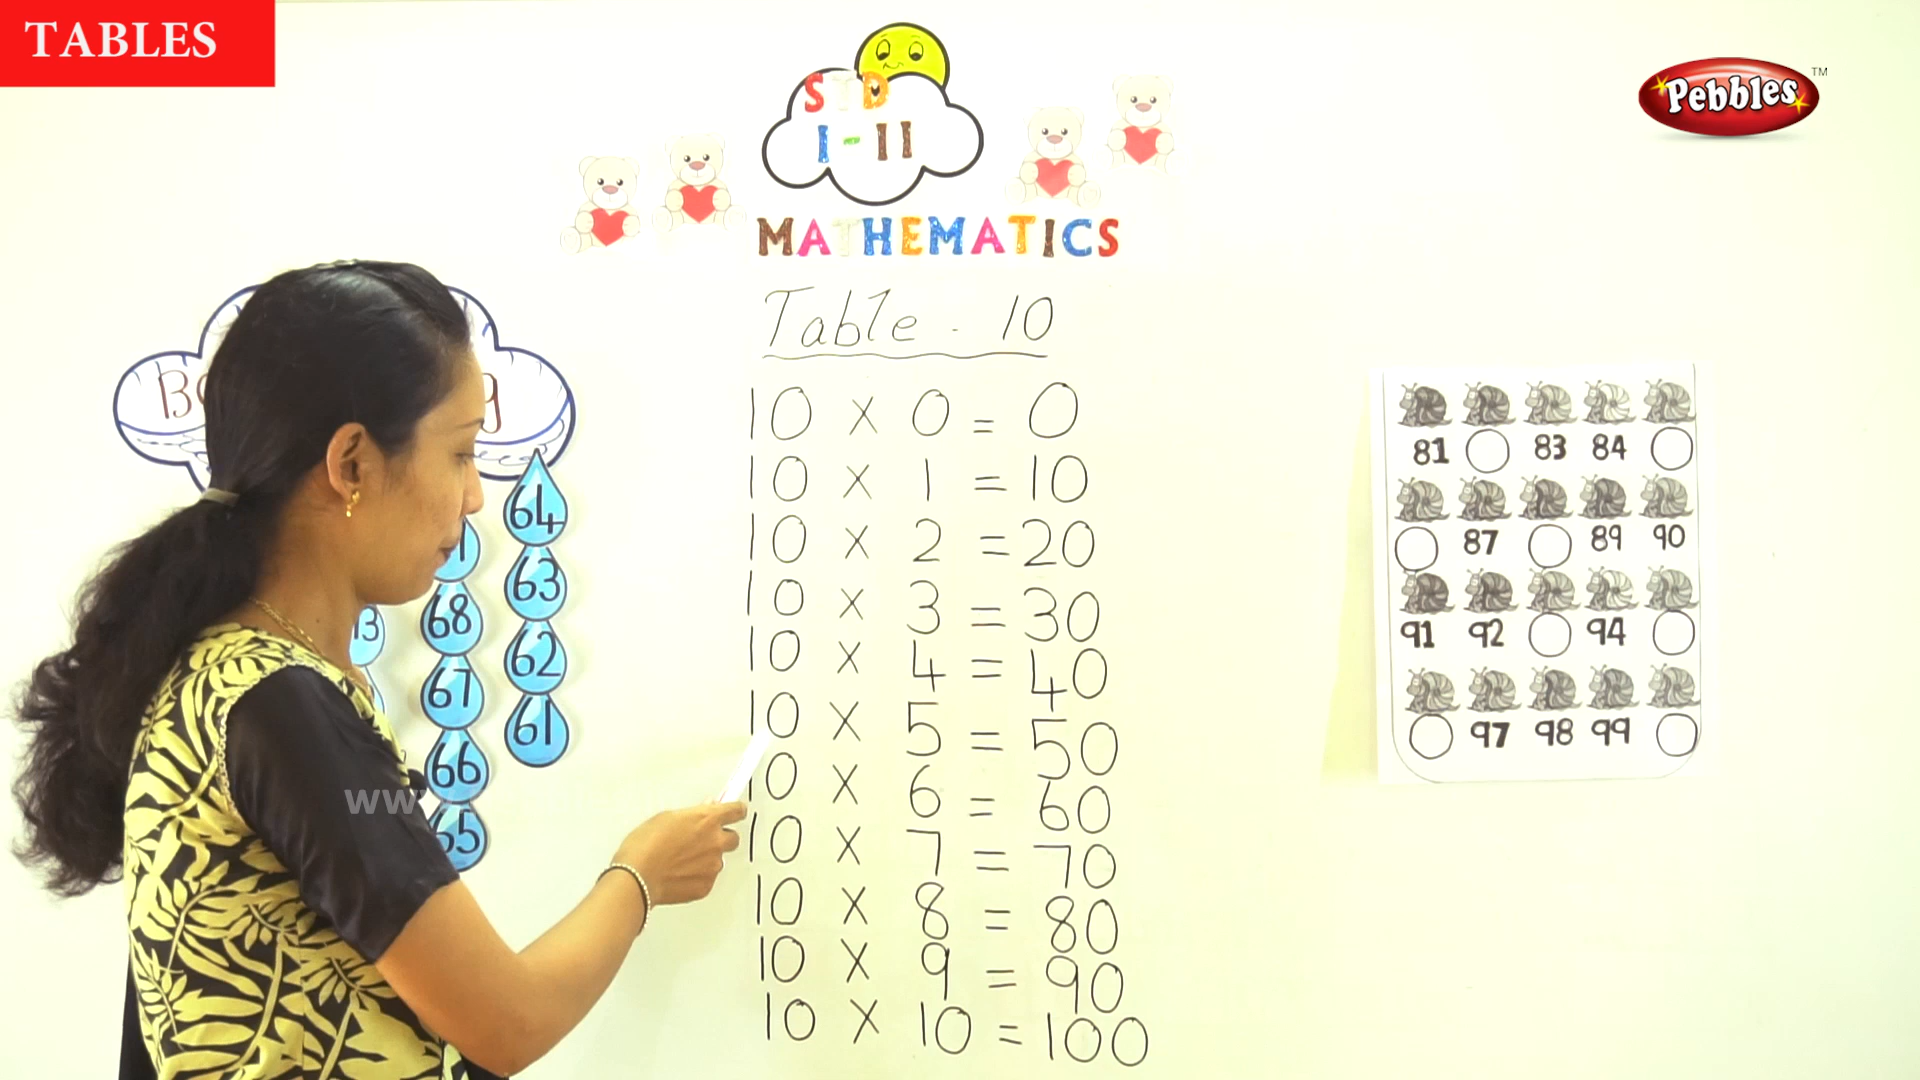 TABLES
Pebbles
TM
STD
I-II
MATHEMATICS
Table - 10
10 × 0 = 0
10 × 1 = 10
10 × 2 = 20
10 × 3 = 30
10 × 4 = 40
10 × 5 = 50
10 × 6 = 60
10 × 7 = 70
10 × 8 = 80
10 × 9 = 90
10 × 10 = 100
64
63
62
61
68
67
66
65
81 83 84
87 89 90
91 92 94
97 98 99